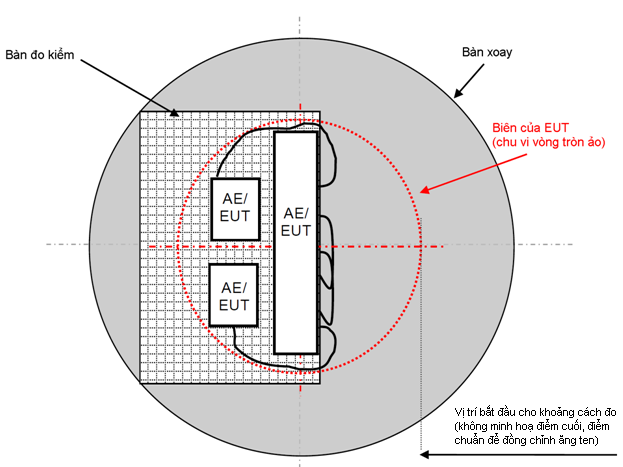 Bàn đo kiểm
Bàn xoay
Biên của EUT
(chu vi vòng tròn ảo)
AE/
EUT
AE/
EUT
AE/
EUT
Vị trí bắt đầu cho khoảng cách đo
(không minh hoạ điểm cuối, điểm
chuẩn để đồng chỉnh ăng ten)